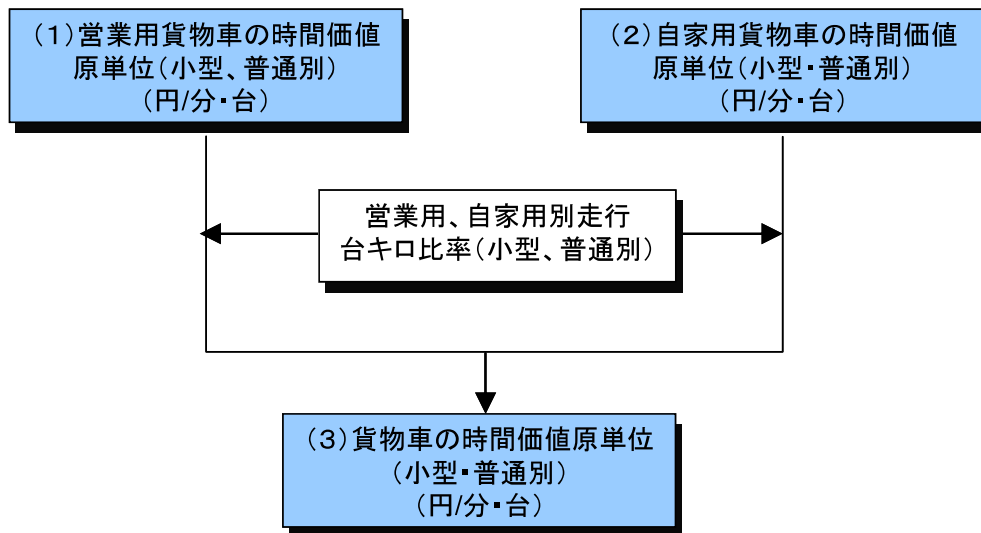 (1)営業用貨物車の時間価値
原単位(小型、普通別)
(円/分・台)
(2)自家用貨物車の時間価値
原単位(小型・普通別)
(円/分・台)
営業用、自家用別走行
台キロ比率(小型、普通別)
(3)貨物車の時間価値原単位
(小型・普通別)
(円/分・台)